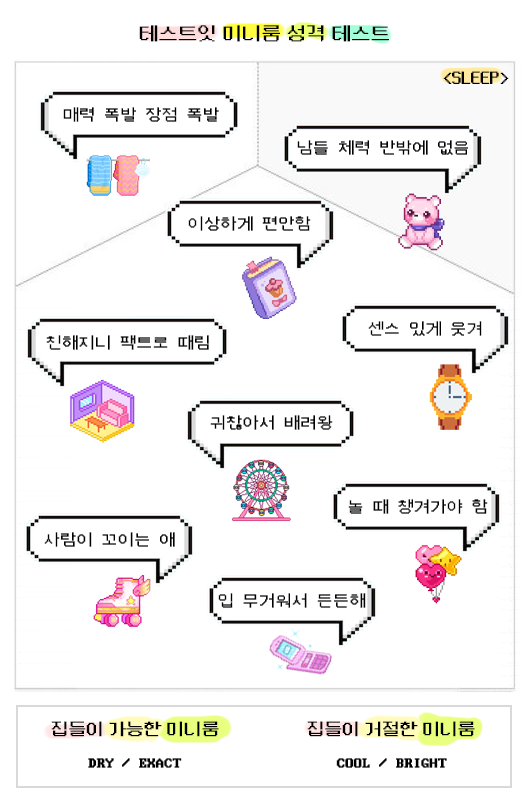 테스트잇 미니룸 성격 테스트
<SLEEP>
매력 폭발 장점 폭발
남들 체력 반밖에 없음
이상하게 편만함
친해지니 팩트로 때림
센스 있게 웃겨
귀찮아서 배려왕
놀 때 챙겨가야 함
사람이 꼬이는 애
입 무거워서 든든해
집들이 가능한 미니룸
DRY / EXACT
집들이 거절한 미니룸
COOL / BRIGHT